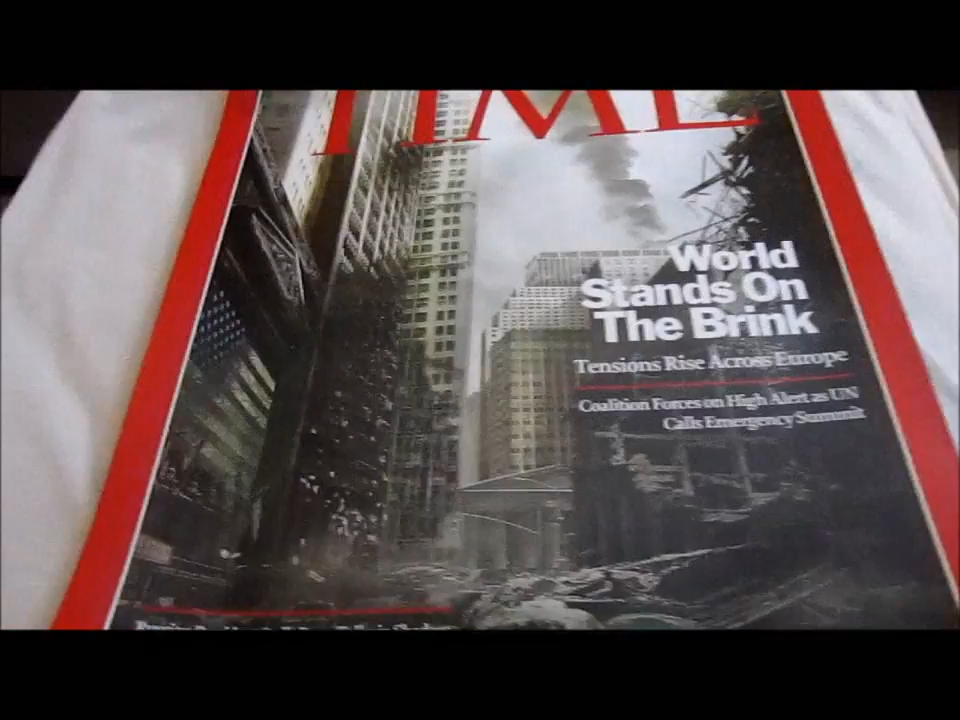 TIME
World
Stands On
The Brink
Tensions Rise Across Europe
Coalition Forces on High Alert as UN
Calls Emergency Summit